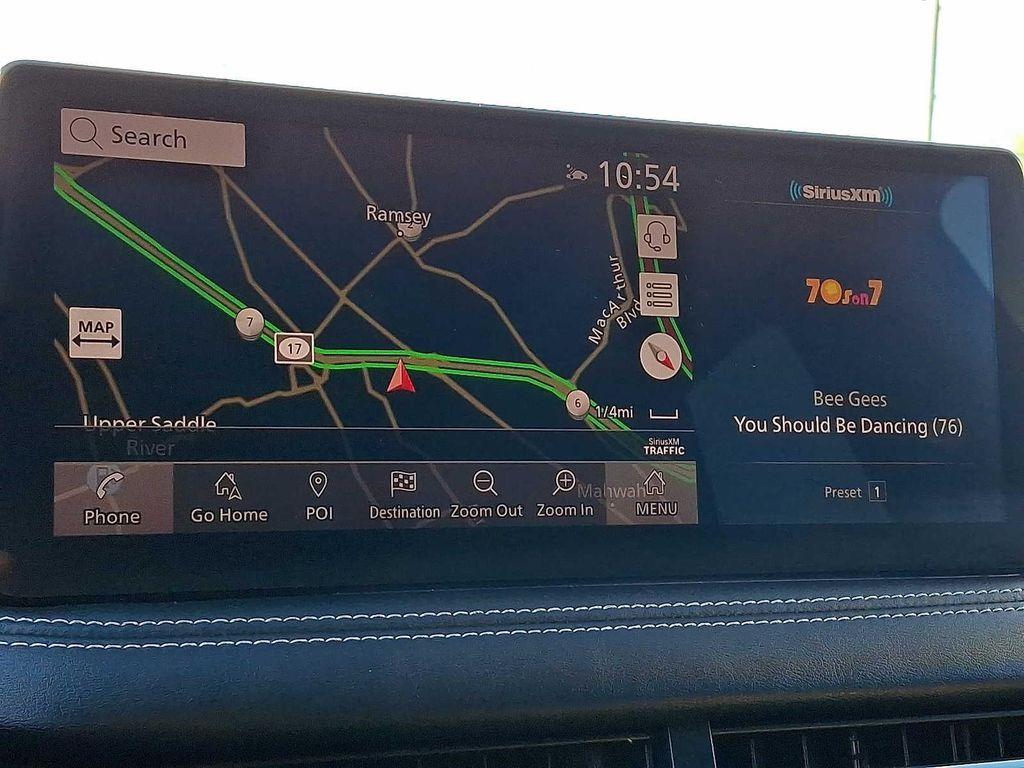 Search
10:54
SiriusXM
Ramsey
2
70s on 7
MacArthur
Blvd
7
MAP
17
6
1/4mi
Bee Gees
You Should Be Dancing (76)
Upper Saddle
River
SiriusXM
TRAFFIC
Phone
Go Home
POI
Destination
Zoom Out
Zoom In
Mahwah
MENU
Preset 1